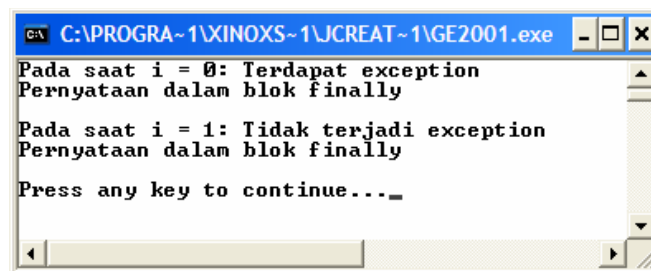 C:\PROGRA~1\XINOXS~1\JCREAT~1\GE2001.exe
Pada saat i = 0: Terdapat exception
Pernyataan dalam blok finally
Pada saat i = 1: Tidak terjadi exception
Pernyataan dalam blok finally
Press any key to continue..._